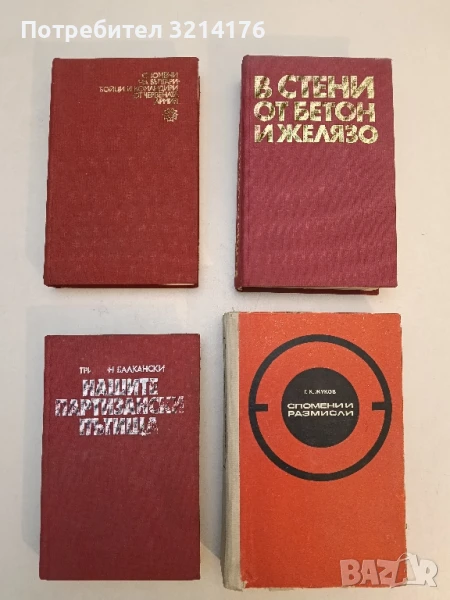 Потребител 3214176
СПОМЕНИ
НА БЪЛГАРИ
БОЙЦИ И КОМАНДИРИ
ОТ ЧЕРВЕНАТА
АРМИЯ
В СТЕНИ
ОТ БЕТОН
И ЖЕЛЯЗО
БАЛКАНСКИ
НАШИТЕ
ПАРТИЗАНСКИ
ПЪТИЩА
Г. К. ЖУКОВ
СПОМЕНИ И
РАЗМИСЛИ
BAZAR